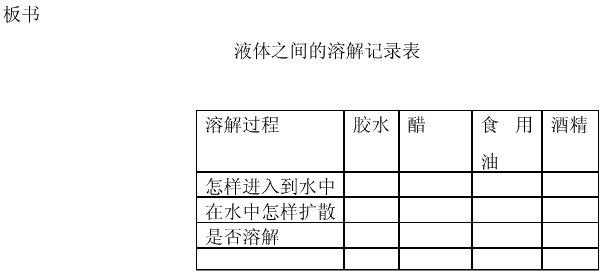 板书
液体之间的溶解记录表
溶解过程 胶水 醋 食用油 酒精
怎样进入到水中
在水中怎样扩散
是否溶解